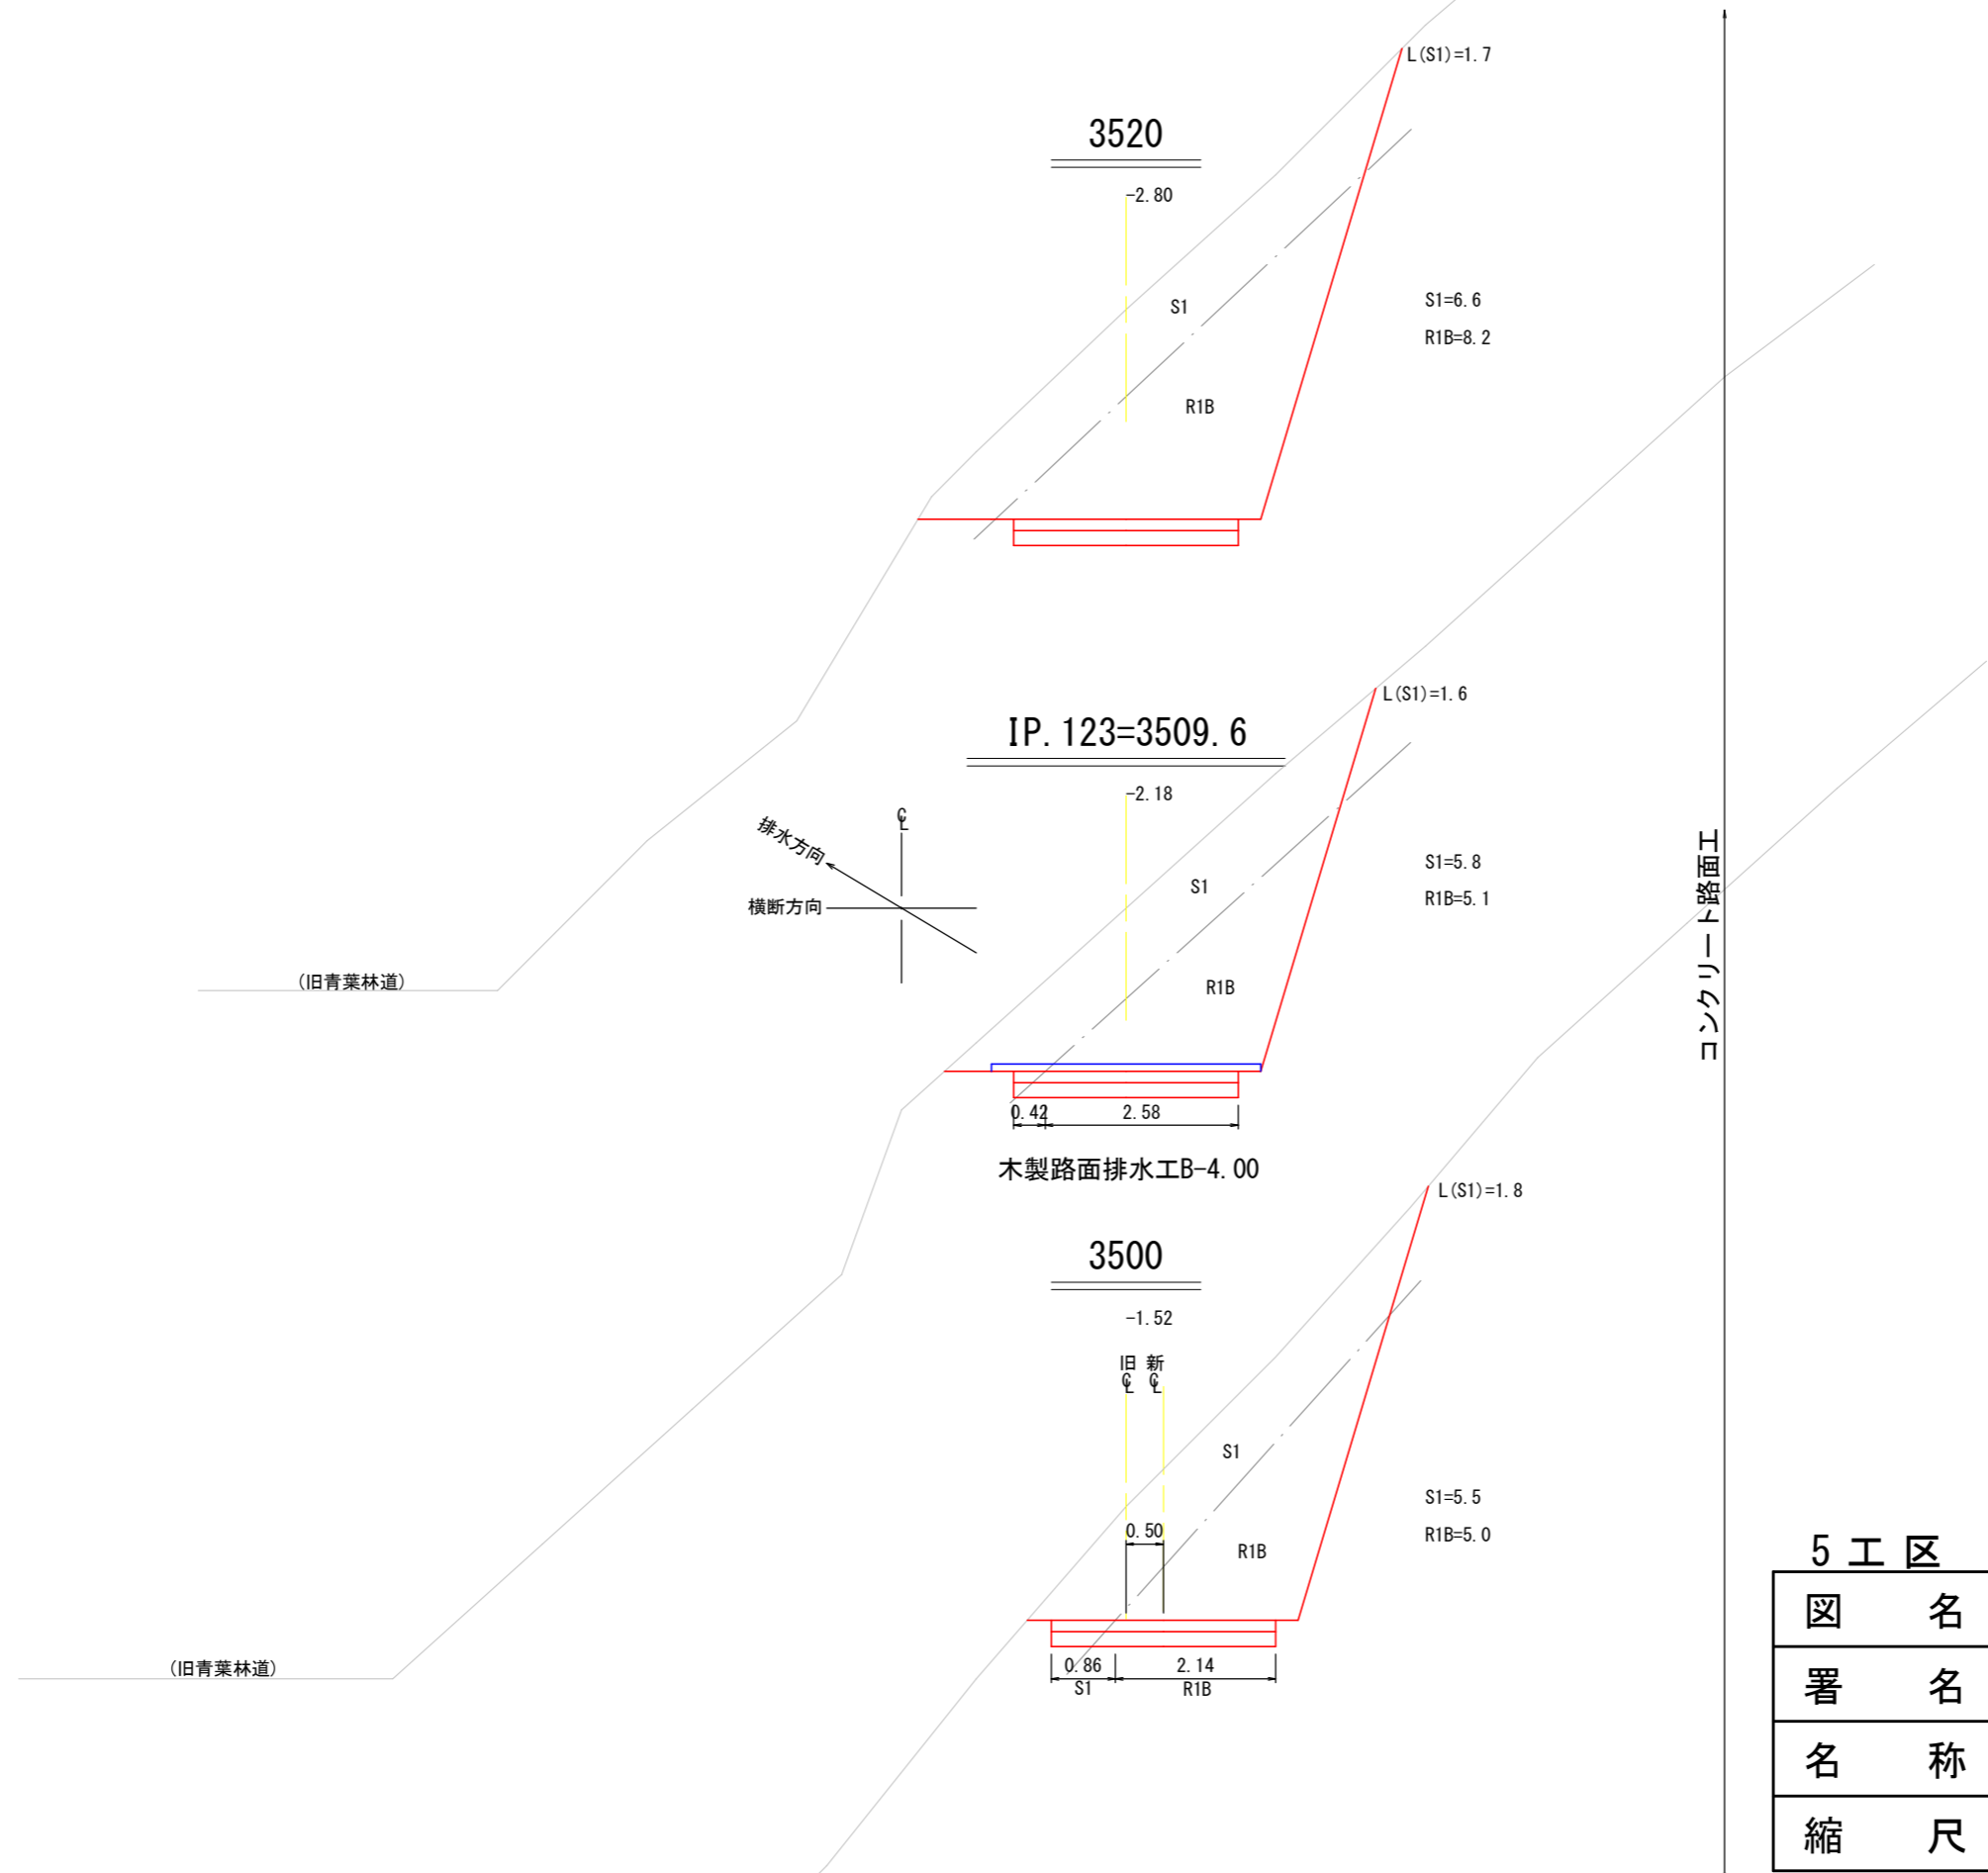 L(S1)=1.7
3520
-2.80
S1
S1=6.6
R1B=8.2
R1B
L(S1)=1.6
IP.123=3509.6
-2.18
℄
排水方向
横断方向
S1
S1=5.8
R1B=5.1
コンクリート路面工
(旧青葉林道)
R1B
0.42
2.58
木製路面排水工B-4.00
L(S1)=1.8
3500
-1.52
旧 新
℄ ℄
S1
S1=5.5
0.50
R1B=5.0
R1B
(旧青葉林道)
0.86
2.14
S1
R1B
5 工 区
図 名
署 名
名 称
縮 尺